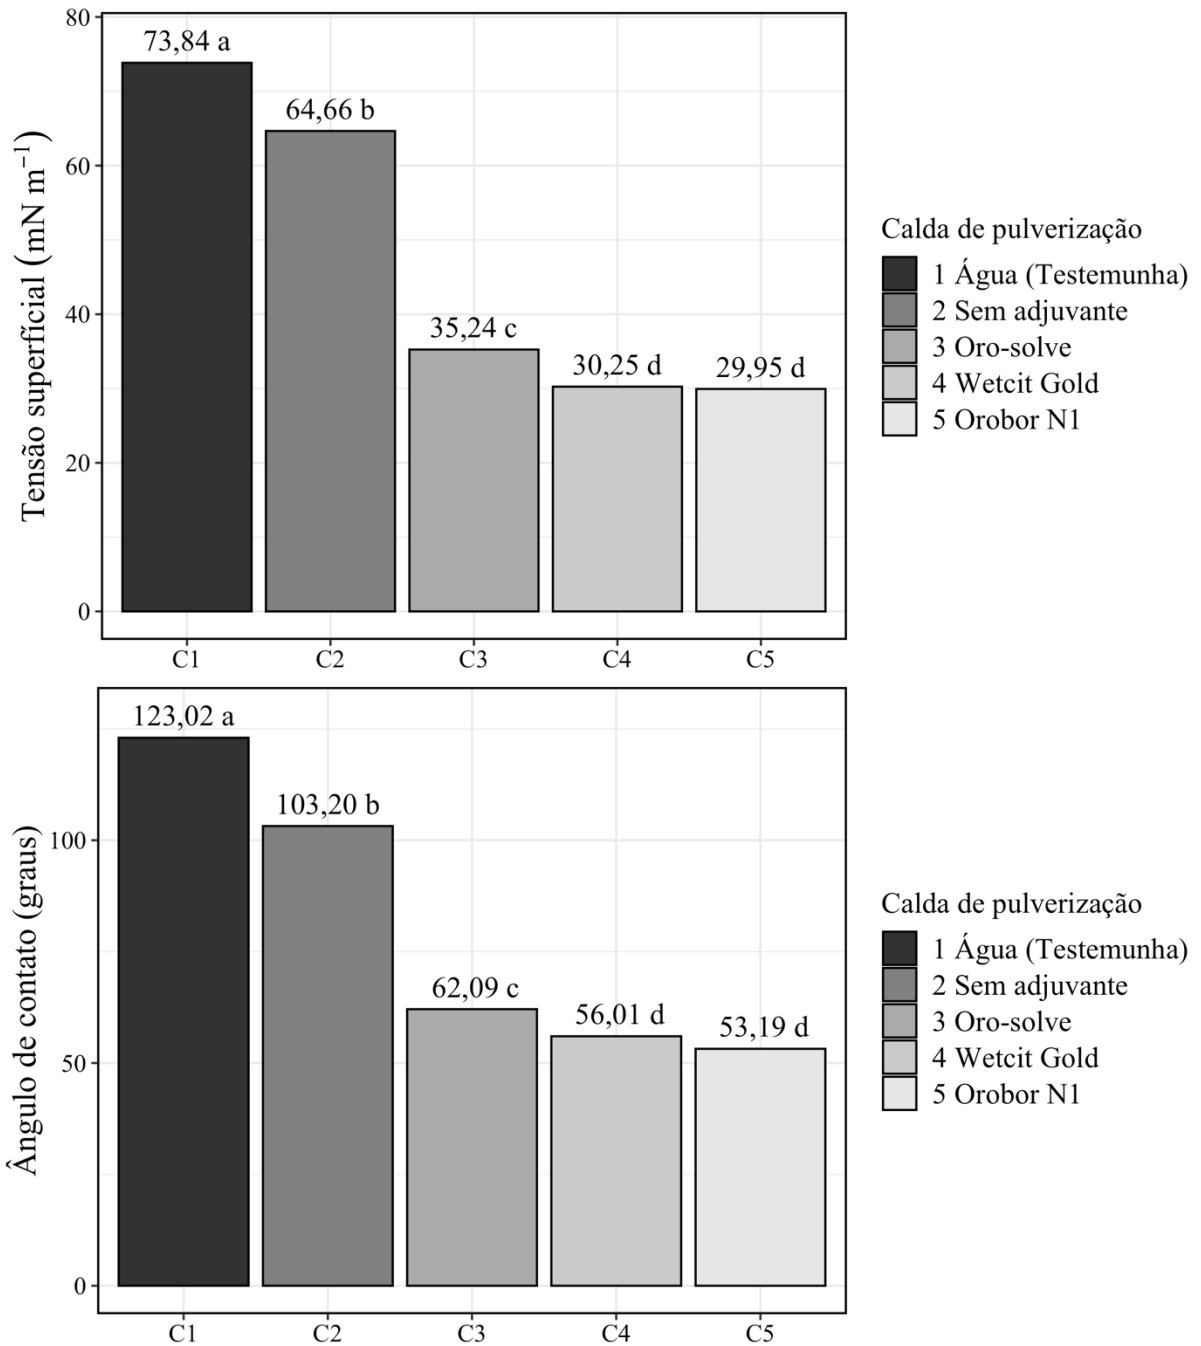 Tensão superficial (mN m⁻¹)
80
60
40
20
0
73,84 a
64,66 b
35,24 c
30,25 d
29,95 d
C1
C2
C3
C4
C5
Calda de pulverização
1 Água (Testemunha)
2 Sem adjuvante
3 Oro-solve
4 Wetcit Gold
5 Orobor N1
Ângulo de contato (graus)
100
50
0
123,02 a
103,20 b
62,09 c
56,01 d
53,19 d
C1
C2
C3
C4
C5
Calda de pulverização
1 Água (Testemunha)
2 Sem adjuvante
3 Oro-solve
4 Wetcit Gold
5 Orobor N1